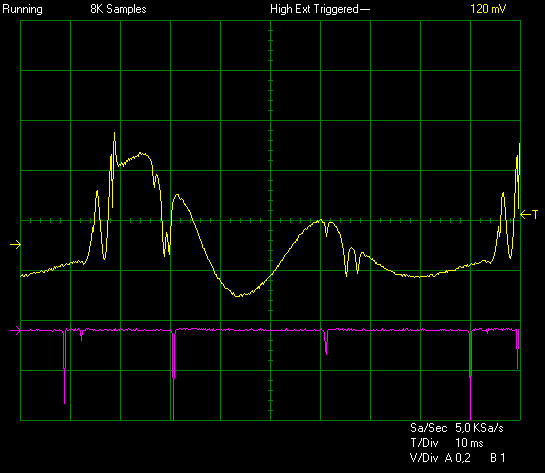 Running 8K Samples High Ext Triggered— 120 mV
T
Sa/Sec 5,0 KSa/s
T/Div 10 ms
V/Div A 0,2 B 1